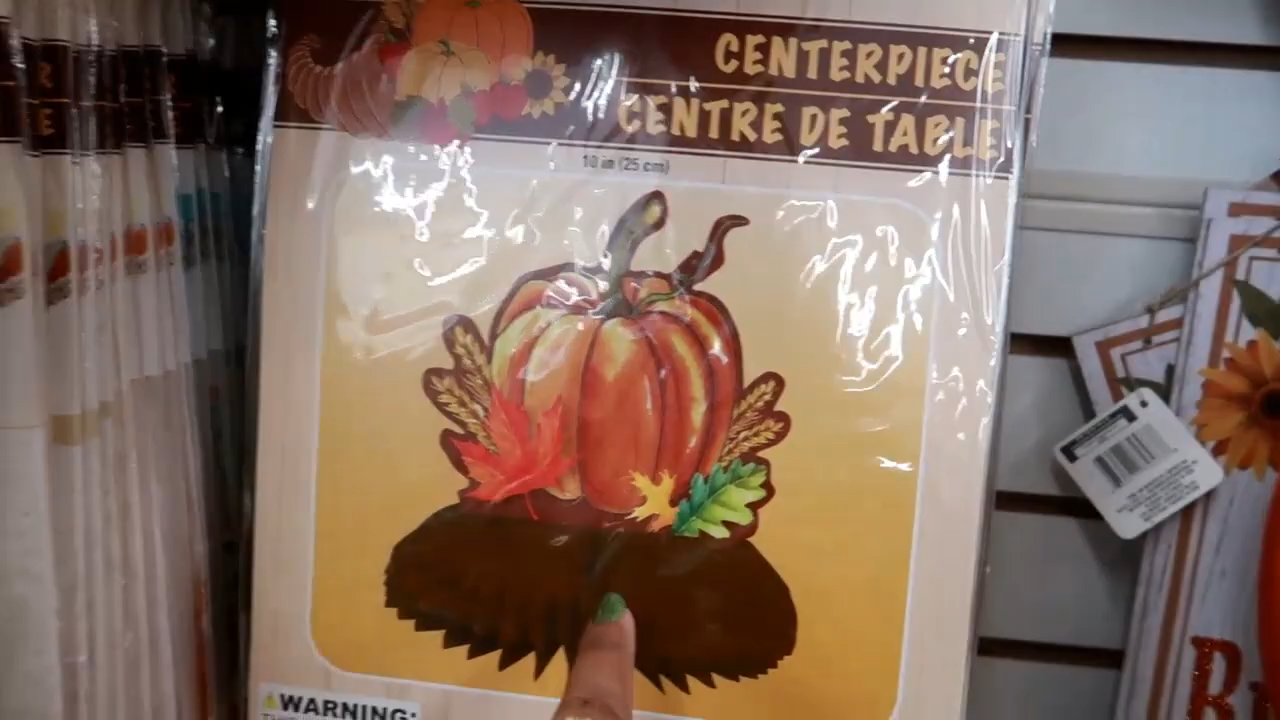 CENTERPIECE
CENTRE DE TABLE
10 in (25 cm)
WARNING:
R
E